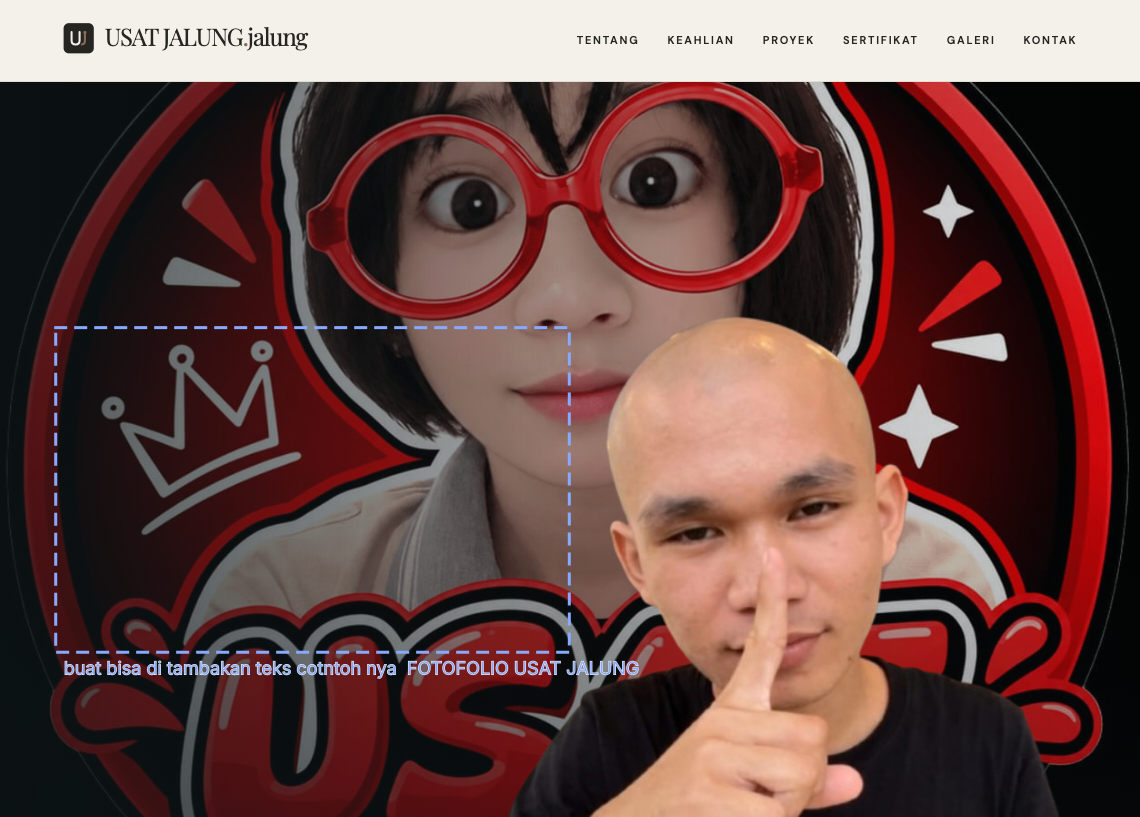 UJ USAT JALUNG.jalung
TENTANG KEAHLIAN PROYEK SERTIFIKAT GALERI KONTAK
buat bisa di tambakan teks cotntoh nya FOTOFOLIO USAT JALUNG